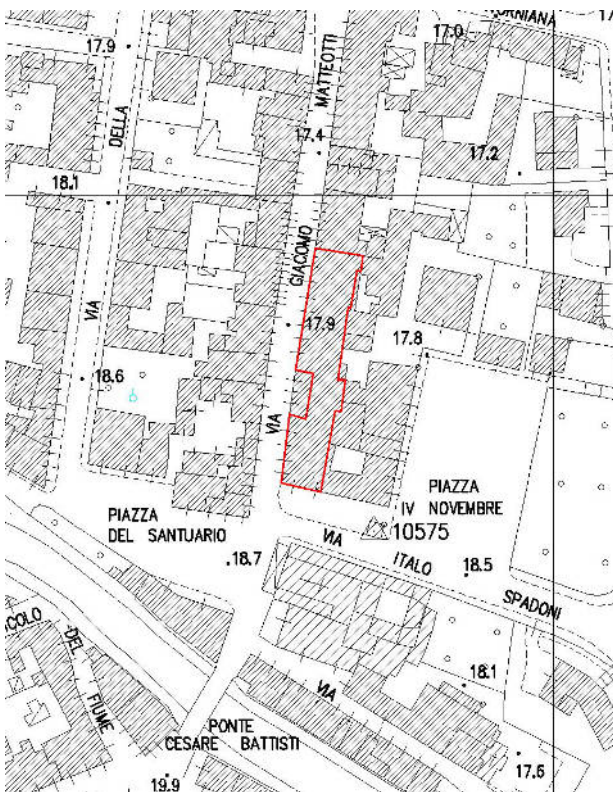 17.0
17.9
MATTEOTTI
DELLA
17.4
17.2
18.1
GIACOMO
VIA
17.9
17.8
18.6
VIA
PIAZZA
IV NOVEMBRE
PIAZZA
DEL SANTUARIO
10575
VIA
ITALO
SPADONI
18.7
18.5
DEL FIUME
18.1
VIA
PONTE
CESARE BATTISTI
17.6
19.9